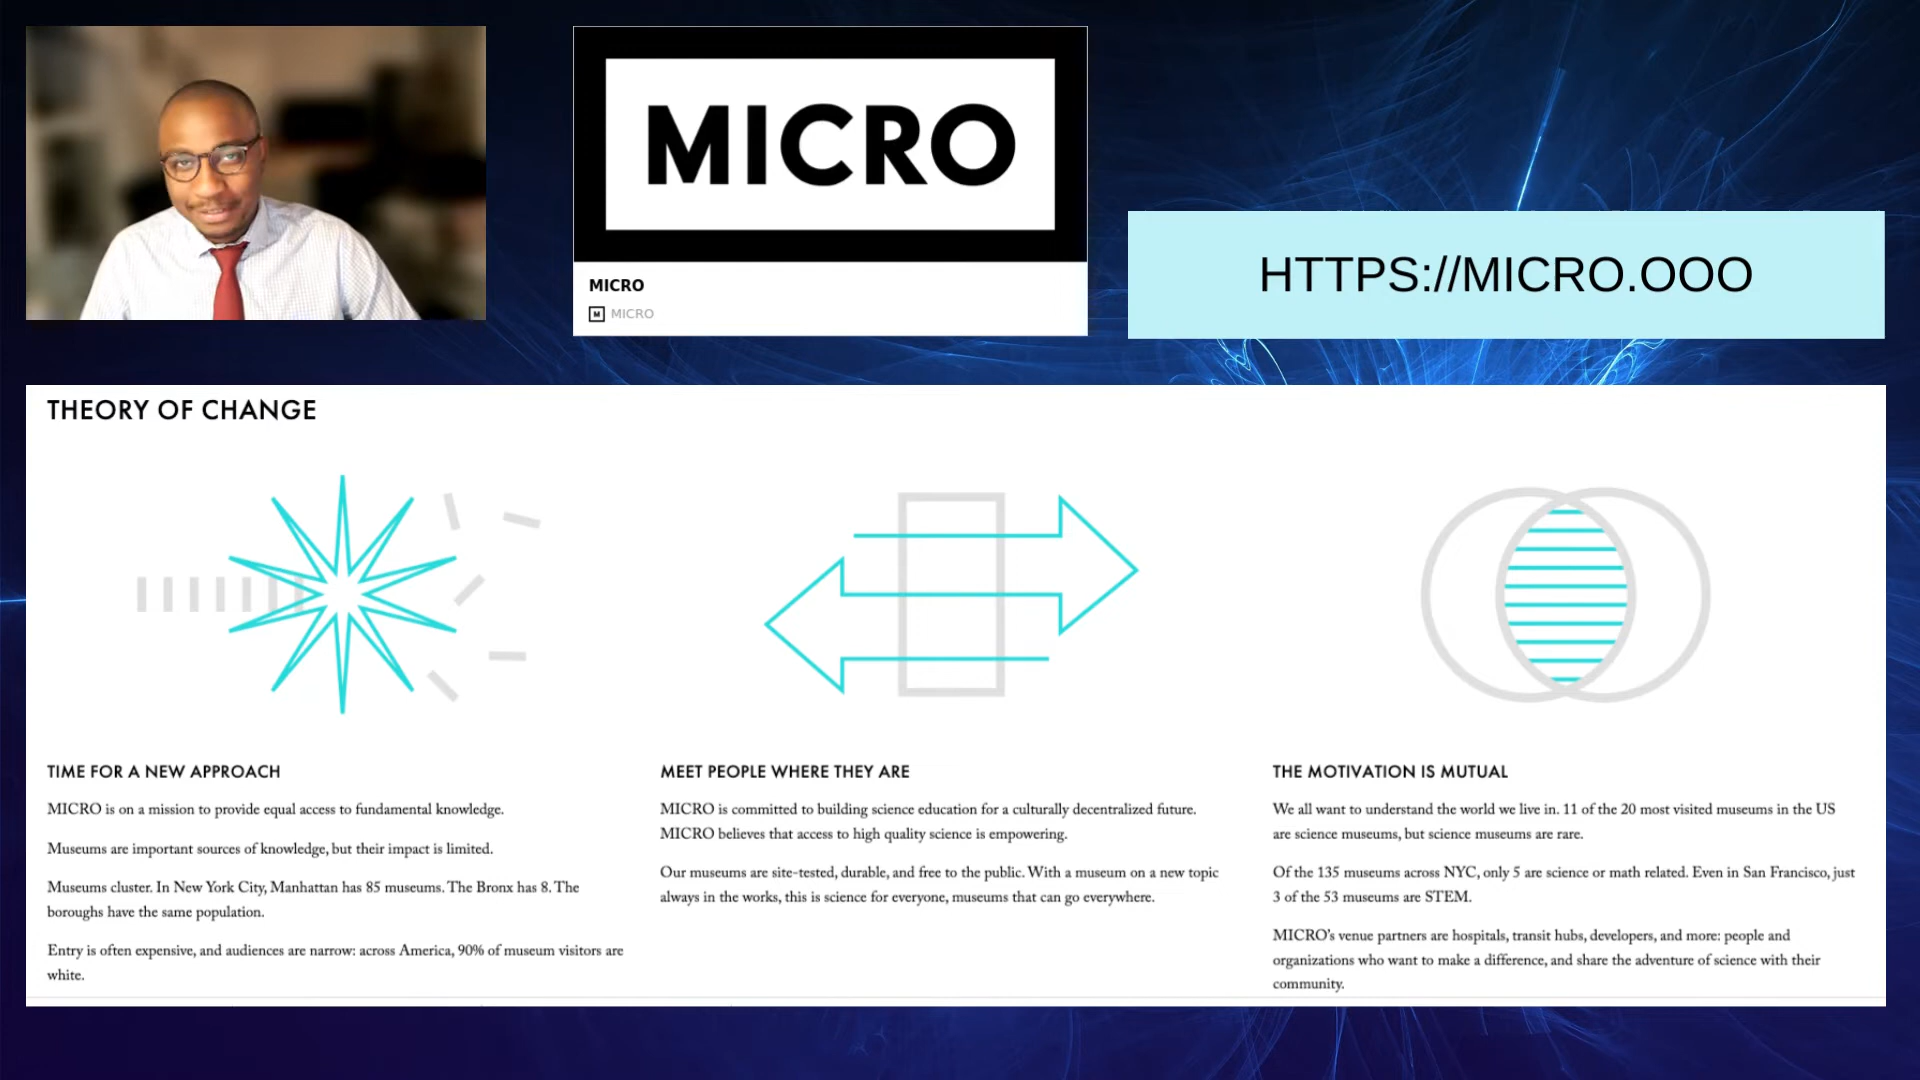 MICRO
MICRO
M MICRO
HTTPS://MICRO.OOO
THEORY OF CHANGE
TIME FOR A NEW APPROACH
MICRO is on a mission to provide equal access to fundamental knowledge.
Museums are important sources of knowledge, but their impact is limited.
Museums cluster. In New York City, Manhattan has 85 museums. The Bronx has 8. The
boroughs have the same population.
Entry is often expensive, and audiences are narrow: across America, 90% of museum visitors are
white.
MEET PEOPLE WHERE THEY ARE
MICRO is committed to building science education for a culturally decentralized future.
MICRO believes that access to high quality science is empowering.
Our museums are site-tested, durable, and free to the public. With a museum on a new topic
always in the works, this is science for everyone, museums that can go everywhere.
THE MOTIVATION IS MUTUAL
We all want to understand the world we live in. 11 of the 20 most visited museums in the US
are science museums, but science museums are rare.
Of the 135 museums across NYC, only 5 are science or math related. Even in San Francisco, just
3 of the 53 museums are STEM.
MICRO’s venue partners are hospitals, transit hubs, developers, and more: people and
organizations who want to make a difference, and share the adventure of science with their
community.